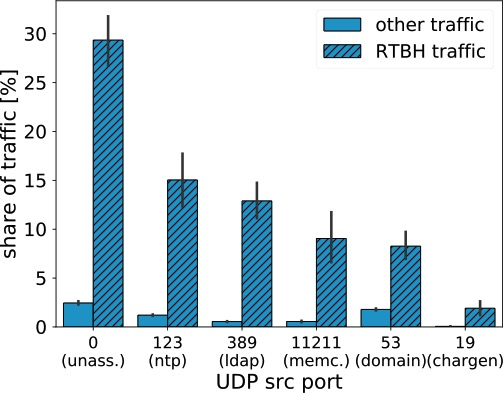 share of traffic [%]
30
25
20
15
10
5
0
other traffic
RTBH traffic
0 123 389 11211 53 19
(unass.) (ntp) (ldap) (memc.) (domain) (chargen)
UDP src port